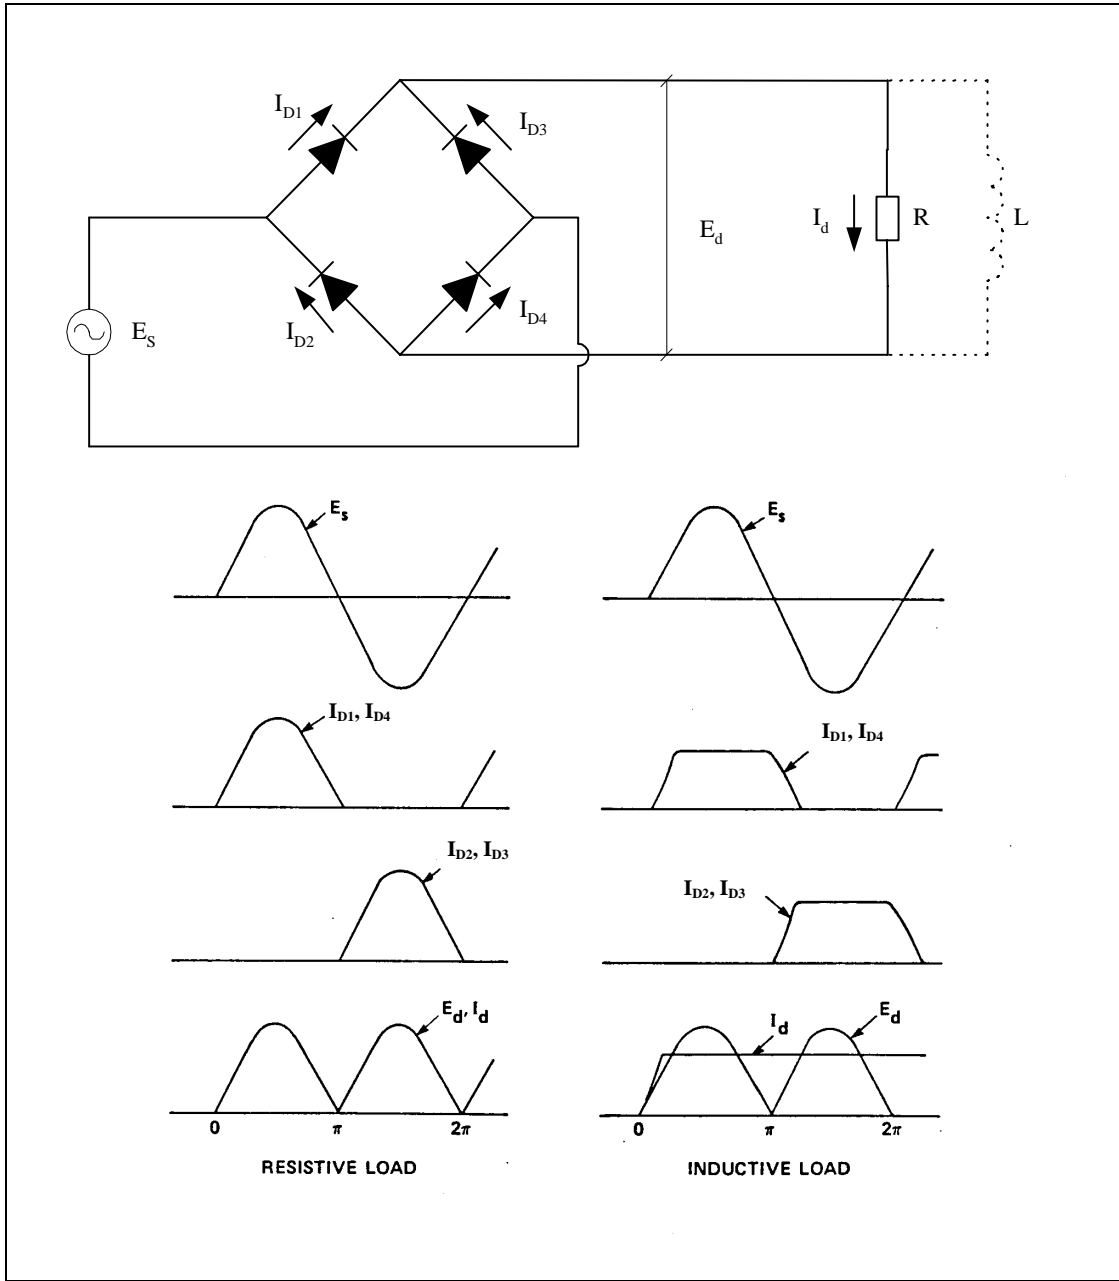 I_D1
I_D3
E_d
I_d
R
L
I_D2
I_D4
E_S
E_s
E_s
I_D1, I_D4
I_D1, I_D4
I_D2, I_D3
I_D2, I_D3
E_d, I_d
I_d
E_d
0 π 2π
0 π 2π
RESISTIVE LOAD
INDUCTIVE LOAD